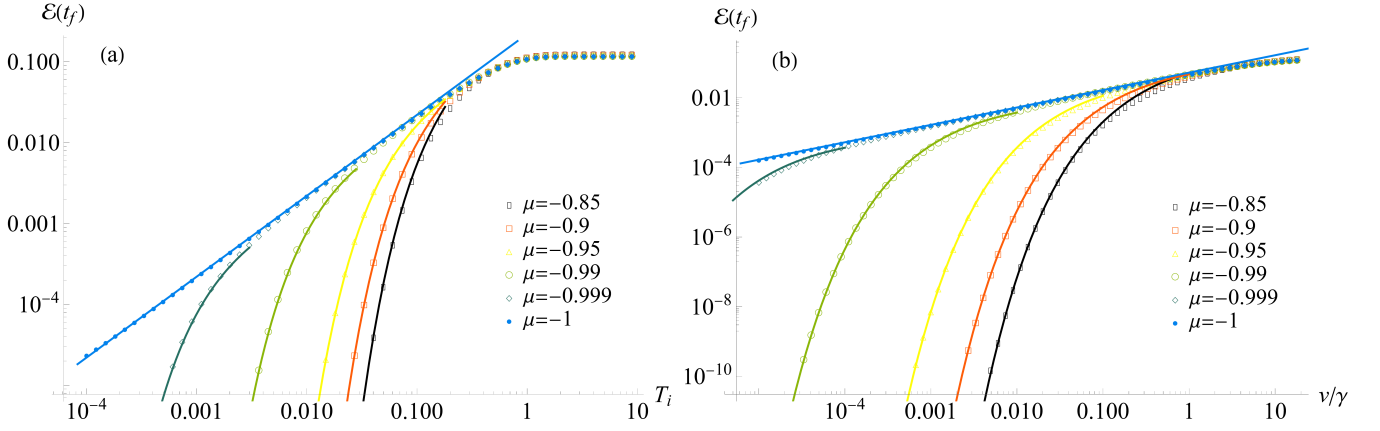 ℰ(t_f)
(a)
0.100
0.010
0.001
10⁻⁴
μ=−0.85
μ=−0.9
μ=−0.95
μ=−0.99
μ=−0.999
μ=−1
10⁻⁴ 0.001 0.010 0.100 1 10 T_i
ℰ(t_f)
(b)
0.01
10⁻⁴
10⁻⁶
10⁻⁸
10⁻¹⁰
μ=−0.85
μ=−0.9
μ=−0.95
μ=−0.99
μ=−0.999
μ=−1
10⁻⁴ 0.001 0.010 0.100 1 10 ν/γ